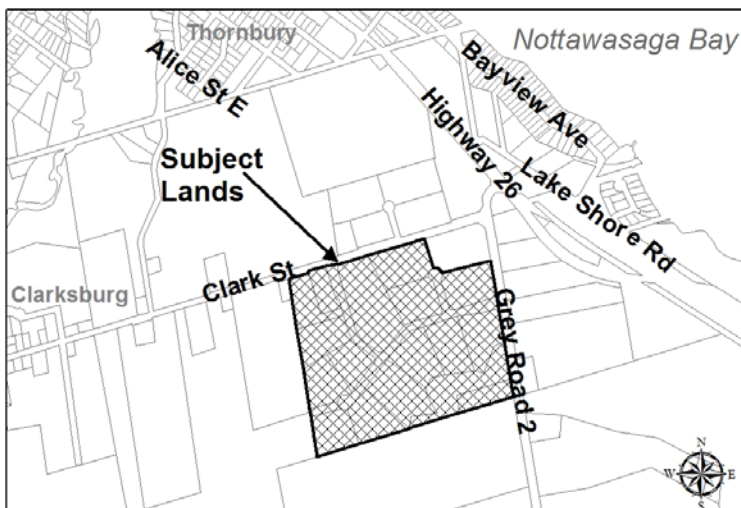 Thornbury
Nottawasaga Bay
Alice St E
Bayview Ave
Highway 26
Subject
Lands
Lake Shore Rd
Clark St
Clarksburg
Grey Road 2
N
W E
S